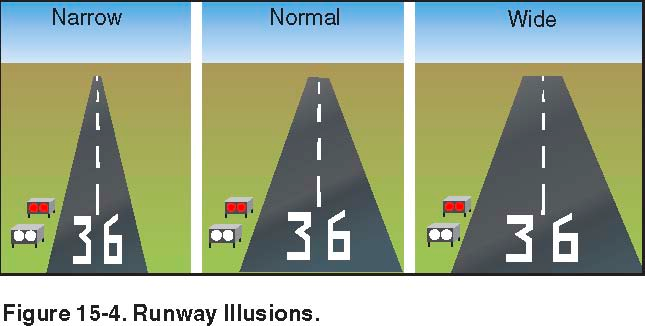 Narrow Normal Wide
36 36 36
Figure 15-4. Runway Illusions.